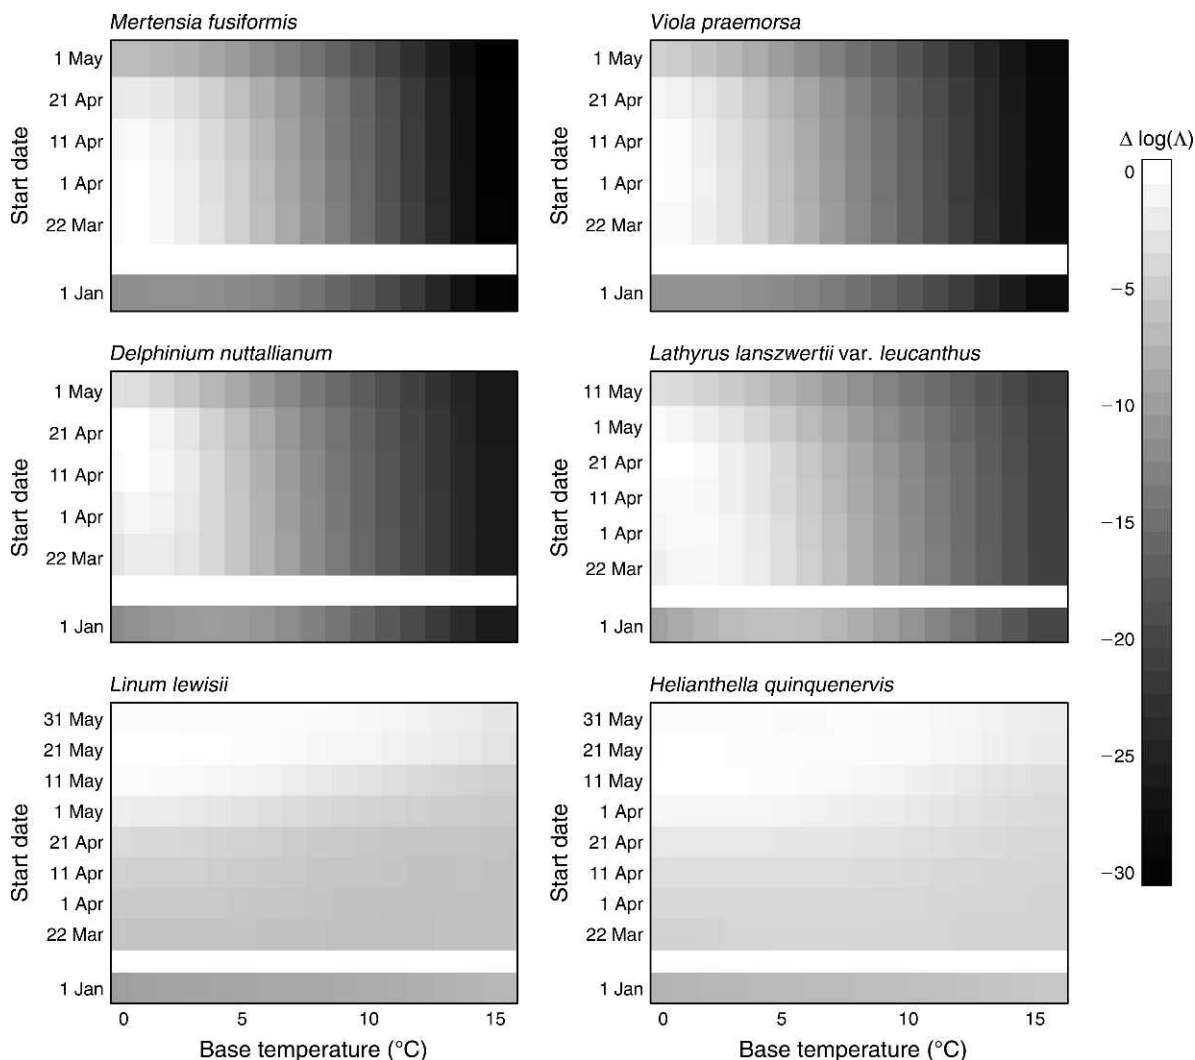 Mertensia fusiformis
Start date
1 May
21 Apr
11 Apr
1 Apr
22 Mar
1 Jan
Viola praemorsa
Start date
1 May
21 Apr
11 Apr
1 Apr
22 Mar
1 Jan
Delphinium nuttallianum
Start date
1 May
21 Apr
11 Apr
1 Apr
22 Mar
1 Jan
Lathyrus lanszwertii var. leucanthus
Start date
11 May
1 May
21 Apr
11 Apr
1 Apr
22 Mar
1 Jan
Linum lewisii
Start date
31 May
21 May
11 May
1 May
21 Apr
11 Apr
1 Apr
22 Mar
1 Jan
0 5 10 15
Base temperature (°C)
Helianthella quinquenervis
Start date
31 May
21 May
11 May
1 Apr
21 Apr
11 Apr
1 Apr
22 Mar
1 Jan
0 5 10 15
Base temperature (°C)
Δ log(Λ)
0
−5
−10
−15
−20
−25
−30